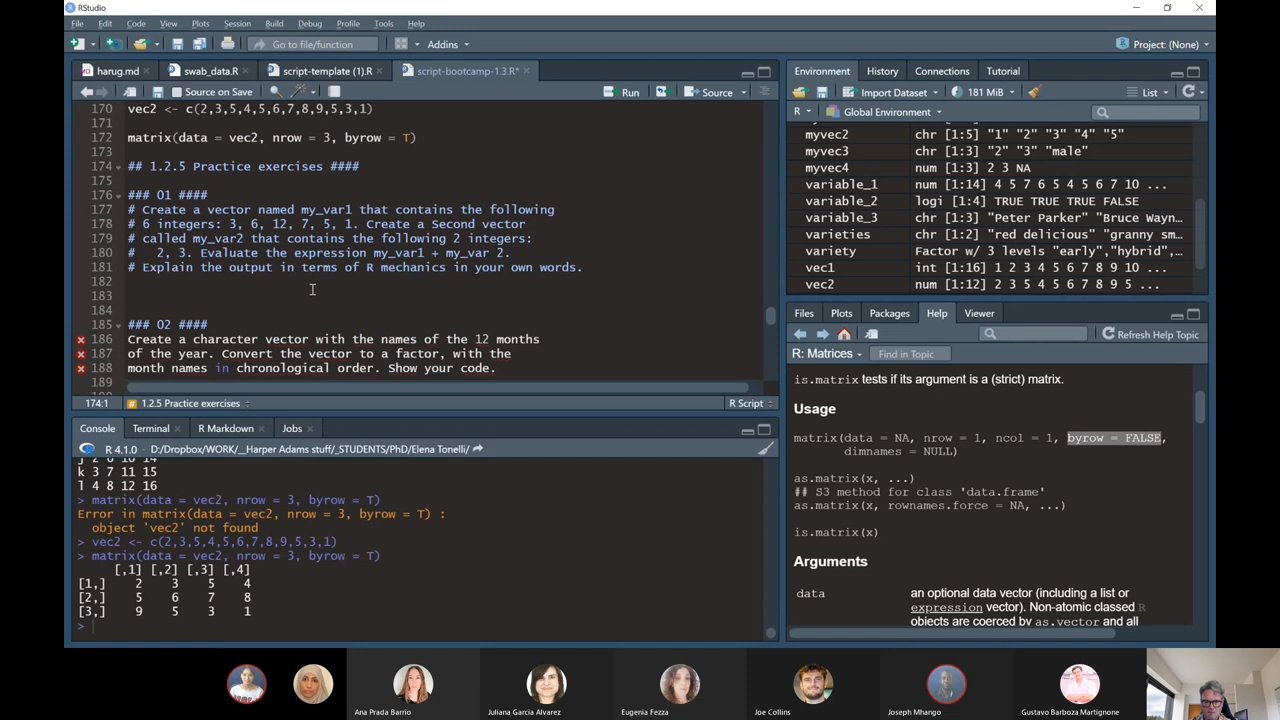 RStudio
File Edit Code View Plots Session Build Debug Profile Tools Help
Go to file/function
Addins
Project: (None)
harug.md
swab_data.R
script-template (1).R
script-bootcamp-1.3.R*
Source on Save
Run
Source
170 vec2 <- c(2,3,5,4,5,6,7,8,9,5,3,1)
171
172 matrix(data = vec2, nrow = 3, byrow = T)
173
174 ## 1.2.5 Practice exercises ####
175
176 ### 01 ####
177 # Create a vector named my_var1 that contains the following
178 # 6 integers: 3, 6, 12, 7, 5, 1. Create a Second vector
179 # called my_var2 that contains the following 2 integers:
180 #  2, 3. Evaluate the expression my_var1 + my_var 2.
181 # Explain the output in terms of R mechanics in your own words.
182
183
184
185 ### 02 ####
186 Create a character vector with the names of the 12 months
187 of the year. Convert the vector to a factor, with the
188 month names in chronological order. Show your code.
189
174:1
1.2.5 Practice exercises
R Script
Console Terminal R Markdown Jobs
R 4.1.0 · D:/Dropbox/WORK/__Harper Adams stuff/_STUDENTS/PhD/Elena Tonelli/
j 2 6 10 14
k 3 7 11 15
l 4 8 12 16
> matrix(data = vec2, nrow = 3, byrow = T)
Error in matrix(data = vec2, nrow = 3, byrow = T) :
object 'vec2' not found
> vec2 <- c(2,3,5,4,5,6,7,8,9,5,3,1)
> matrix(data = vec2, nrow = 3, byrow = T)
[,1] [,2] [,3] [,4]
[1,] 2 3 5 4
[2,] 5 6 7 8
[3,] 9 5 3 1
>
Environment History Connections Tutorial
Import Dataset
181 MiB
List
R
Global Environment
myvec2 chr [1:5] "1" "2" "3" "4" "5"
myvec3 chr [1:3] "2" "3" "male"
myvec4 num [1:3] 2 3 NA
variable_1 num [1:14] 4 5 7 6 5 4 5 6 7 10 ...
variable_2 logi [1:4] TRUE TRUE TRUE FALSE
variable_3 chr [1:3] "Peter Parker" "Bruce Wayn…
varieties chr [1:2] "red delicious" "granny sm…
variety Factor w/ 3 levels "early","hybrid",…
vec1 int [1:16] 1 2 3 4 5 6 7 8 9 10 ...
vec2 num [1:12] 2 3 5 4 5 6 7 8 9 5 ...
Files Plots Packages Help Viewer
Refresh Help Topic
R: Matrices
Find in Topic
is.matrix tests if its argument is a (strict) matrix.
Usage
matrix(data = NA, nrow = 1, ncol = 1, byrow = FALSE,
dimnames = NULL)
as.matrix(x, ...)
## S3 method for class 'data.frame'
as.matrix(x, rownames.force = NA, ...)
is.matrix(x)
Arguments
data
an optional data vector (including a list or
expression vector). Non-atomic classed R
objects are coerced by as.vector and all
Ana Prada Barrio
Juliana Garcia Alvarez
Eugenia Fezza
Joe Collins
Joseph Mhango
Gustavo Barboza Martignone